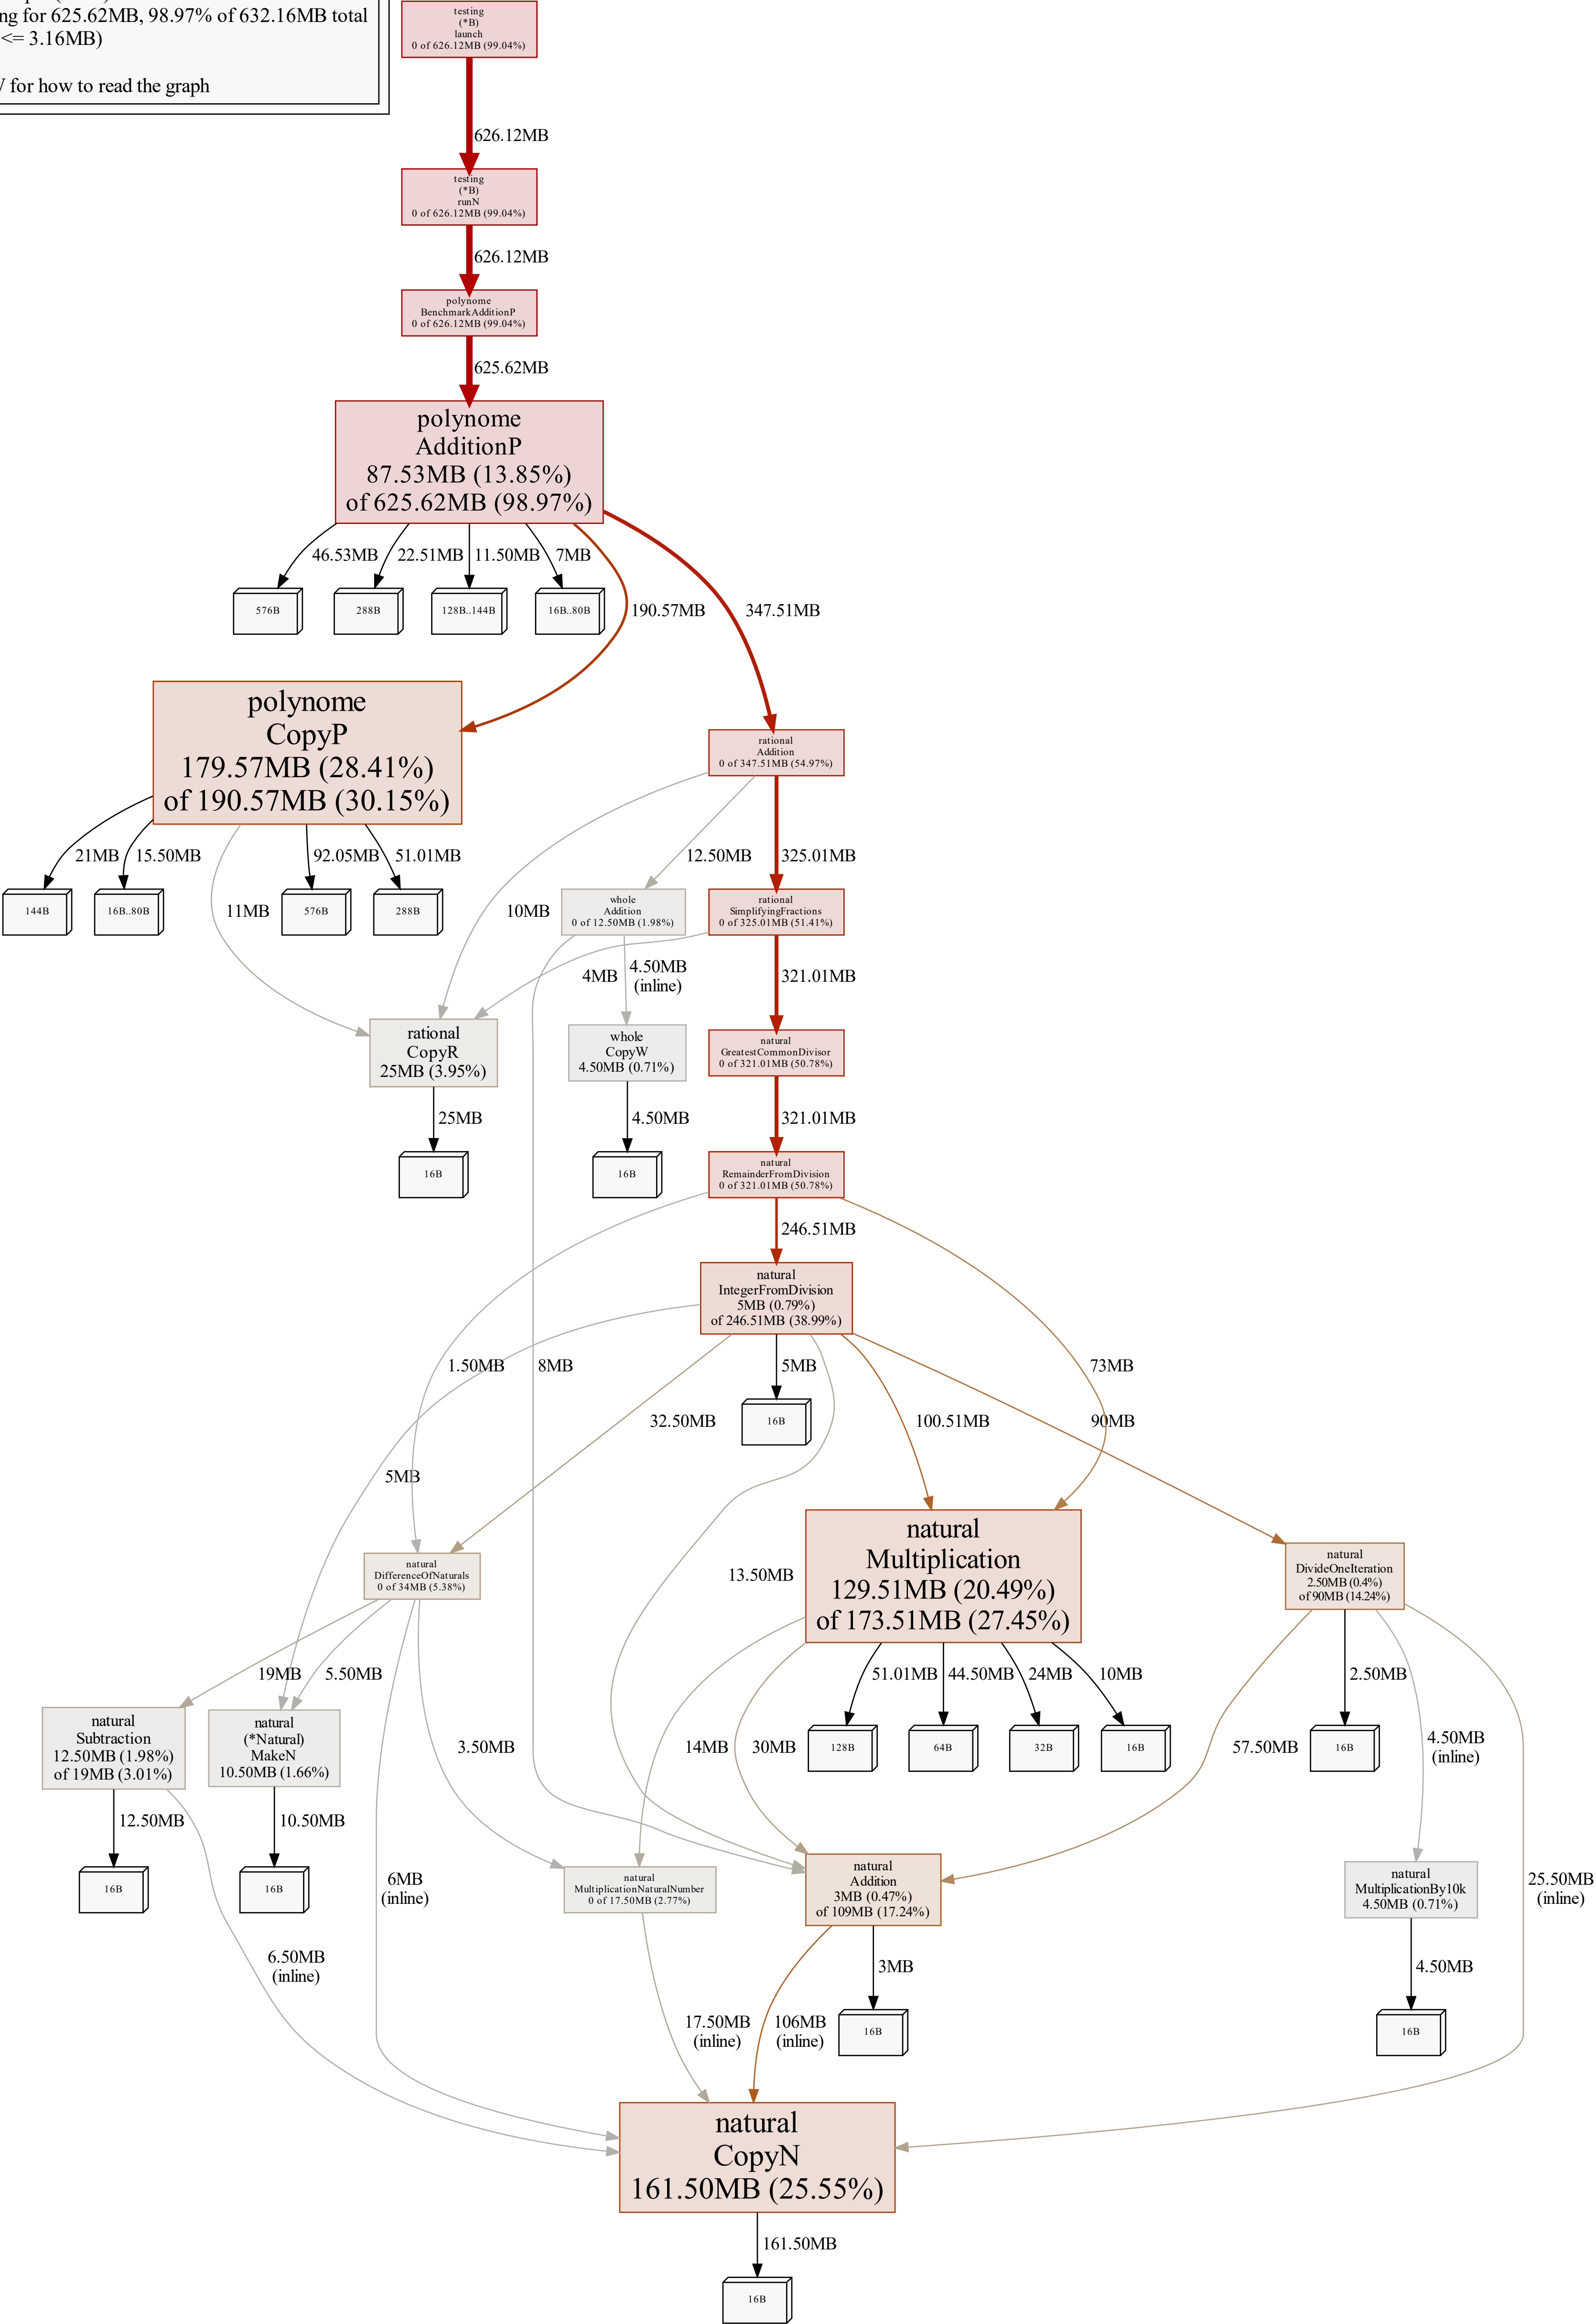 ng for 625.62MB, 98.97% of 632.16MB total
<= 3.16MB)
/ for how to read the graph
testing
(*B)
launch
0 of 626.12MB (99.04%)
626.12MB
testing
(*B)
runN
0 of 626.12MB (99.04%)
626.12MB
polynome
BenchmarkAdditionP
0 of 626.12MB (99.04%)
625.62MB
polynome
AdditionP
87.53MB (13.85%)
of 625.62MB (98.97%)
46.53MB
22.51MB
11.50MB
7MB
190.57MB
347.51MB
576B
288B
128B..144B
16B..80B
polynome
CopyP
179.57MB (28.41%)
of 190.57MB (30.15%)
rational
Addition
0 of 347.51MB (54.97%)
21MB
15.50MB
11MB
92.05MB
51.01MB
10MB
12.50MB
325.01MB
144B
16B..80B
576B
288B
whole
Addition
0 of 12.50MB (1.98%)
rational
SimplifyingFractions
0 of 325.01MB (51.41%)
4MB
4.50MB
(inline)
321.01MB
rational
CopyR
25MB (3.95%)
whole
CopyW
4.50MB (0.71%)
natural
GreatestCommonDivisor
0 of 321.01MB (50.78%)
25MB
4.50MB
321.01MB
16B
16B
natural
RemainderFromDivision
0 of 321.01MB (50.78%)
246.51MB
natural
IntegerFromDivision
5MB (0.79%)
of 246.51MB (38.99%)
1.50MB
8MB
5MB
73MB
5MB
32.50MB
16B
100.51MB
90MB
natural
DifferenceOfNaturals
0 of 34MB (5.38%)
13.50MB
natural
Multiplication
129.51MB (20.49%)
of 173.51MB (27.45%)
natural
DivideOneIteration
2.50MB (0.4%)
of 90MB (14.24%)
19MB
5.50MB
51.01MB
44.50MB
24MB
10MB
2.50MB
natural
Subtraction
12.50MB (1.98%)
of 19MB (3.01%)
natural
(*Natural)
MakeN
10.50MB (1.66%)
3.50MB
14MB
30MB
128B
64B
32B
16B
57.50MB
16B
4.50MB
(inline)
12.50MB
10.50MB
16B
16B
6MB
(inline)
natural
MultiplicationNaturalNumber
0 of 17.50MB (2.77%)
natural
Addition
3MB (0.47%)
of 109MB (17.24%)
natural
MultiplicationBy10k
4.50MB (0.71%)
25.50MB
(inline)
6.50MB
(inline)
17.50MB
(inline)
106MB
(inline)
3MB
4.50MB
16B
16B
natural
CopyN
161.50MB (25.55%)
161.50MB
16B